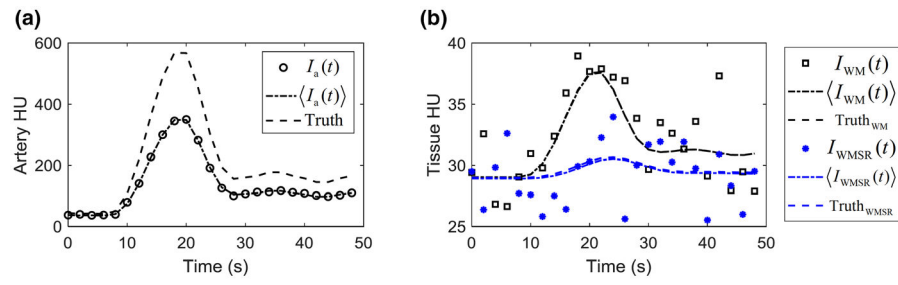 (a)
600
400
200
0
Artery HU
0 10 20 30 40 50
Time (s)
I_a(t)
⟨I_a(t)⟩
Truth
(b)
40
35
30
25
Tissue HU
0 10 20 30 40 50
Time (s)
I_WM(t)
⟨I_WM(t)⟩
Truth_WM
I_WMSR(t)
⟨I_WMSR(t)⟩
Truth_WMSR